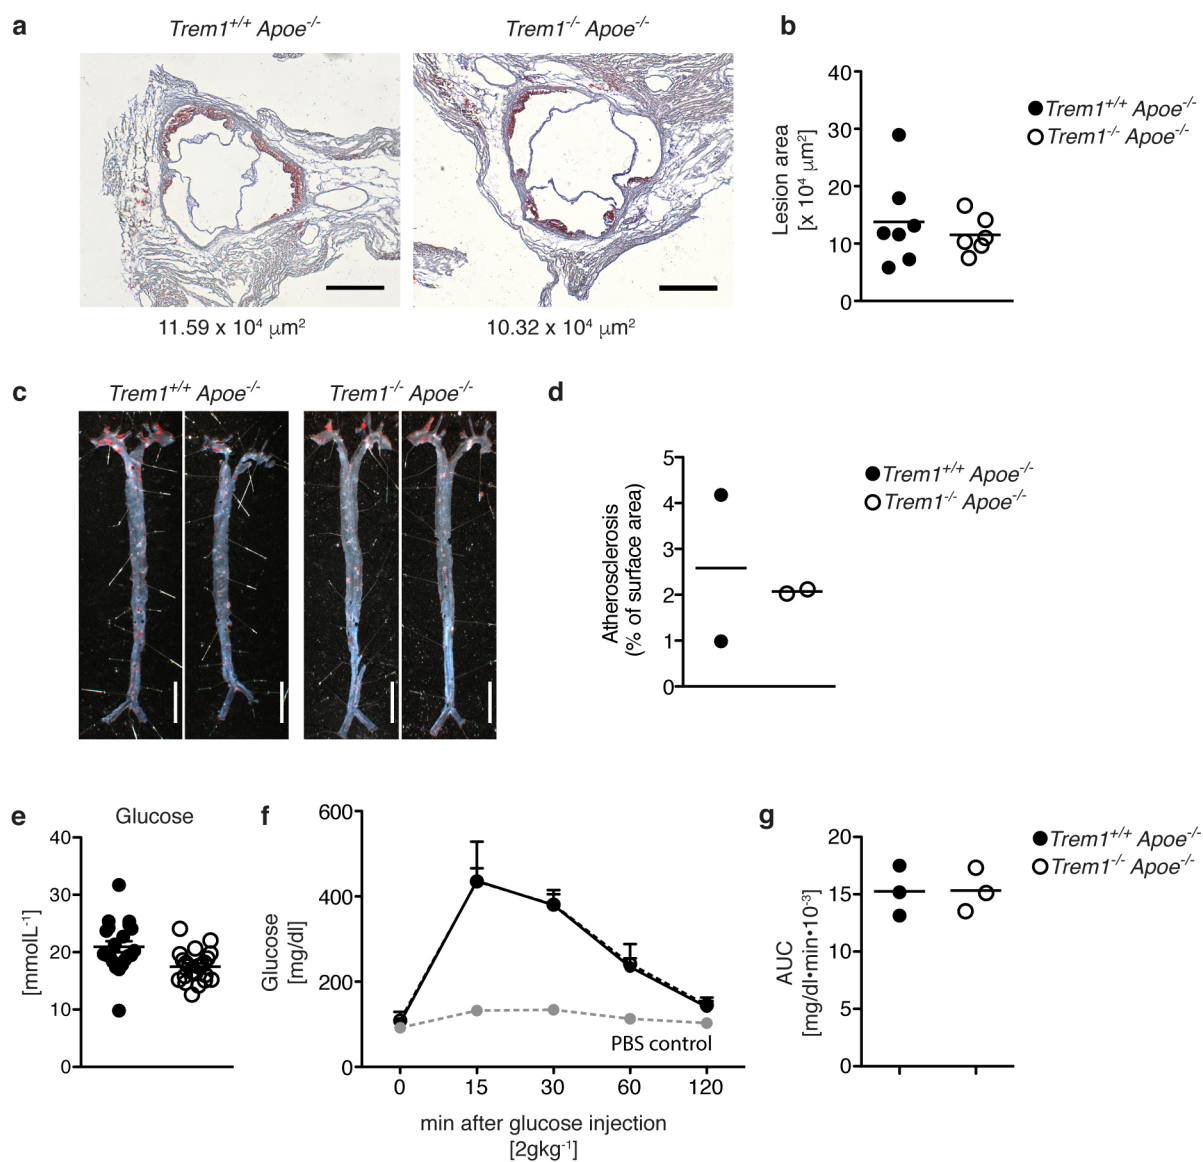 a
Trem1+/+ Apoe-/-
Trem1-/- Apoe-/-
11.59 x 10⁴ μm²
10.32 x 10⁴ μm²
b
40
30
20
10
0
Lesion area
[x 10⁴ μm²]
Trem1+/+ Apoe-/-
Trem1-/- Apoe-/-
c
Trem1+/+ Apoe-/-
Trem1-/- Apoe-/-
d
5
4
3
2
1
0
Atherosclerosis
(% of surface area)
Trem1+/+ Apoe-/-
Trem1-/- Apoe-/-
e
Glucose
40
30
20
10
0
[mmolL⁻¹]
f
600
400
200
0
Glucose
[mg/dl]
PBS control
0 15 30 60 120
min after glucose injection
[2gkg⁻¹]
g
20
15
10
5
0
AUC
[mg/dl•min•10⁻³]
Trem1+/+ Apoe-/-
Trem1-/- Apoe-/-